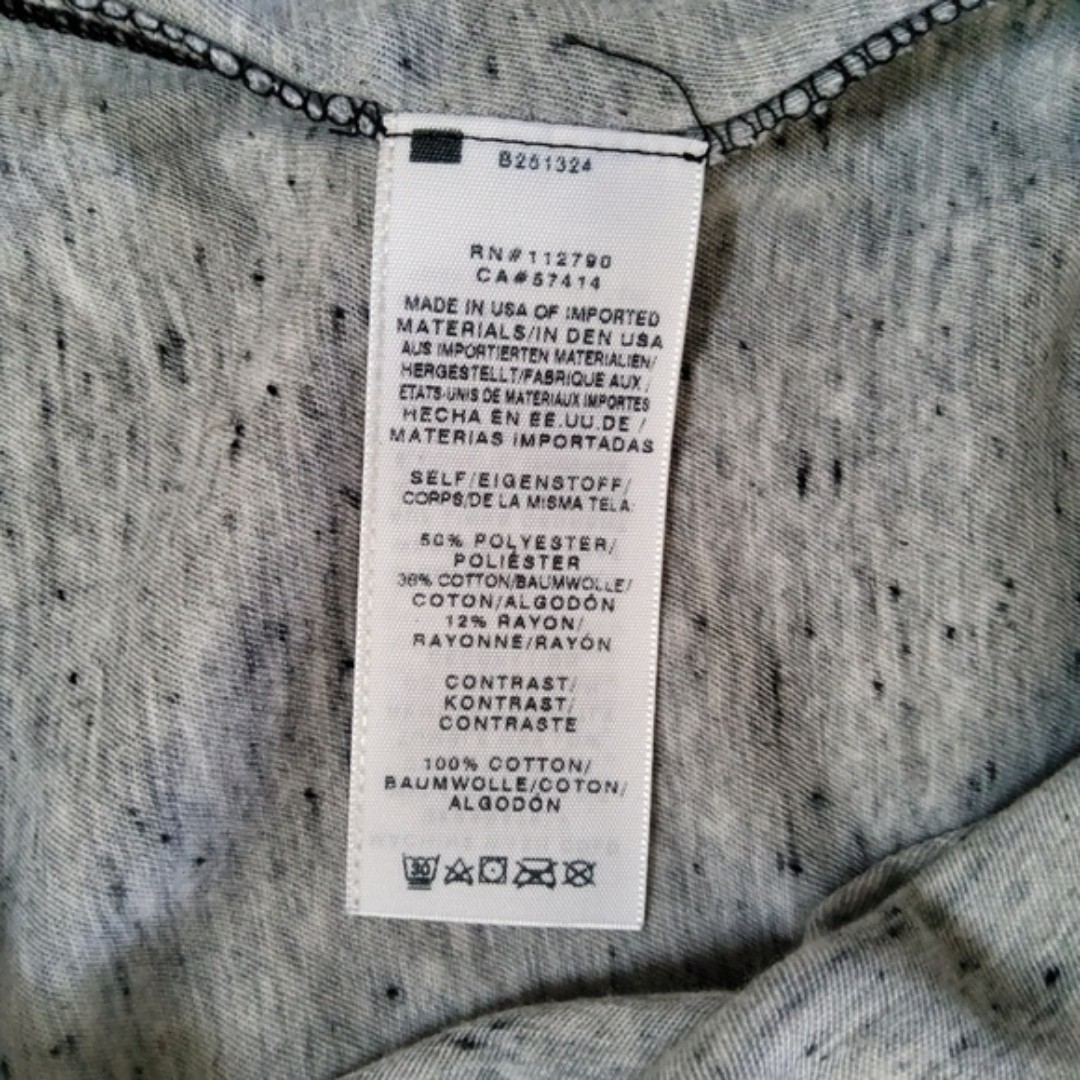 B251324
RN#112790
CA#57414
MADE IN USA OF IMPORTED
MATERIALS/IN DEN USA
AUS IMPORTIERTEN MATERIALIEN/
HERGESTELLT/FABRIQUE AUX /
ETATS-UNIS DE MATERIAUX IMPORTES
HECHA EN EE.UU.DE /
MATERIAS IMPORTADAS
SELF/EIGENSTOFF/
CORPS/DE LA MISMA TELA:
50% POLYESTER/
POLIÉSTER
38% COTTON/BAUMWOLLE/
COTON/ALGODÓN
12% RAYON/
RAYONNE/RAYÓN
CONTRAST/
KONTRAST/
CONTRASTE
100% COTTON/
BAUMWOLLE/COTON/
ALGODÓN
30